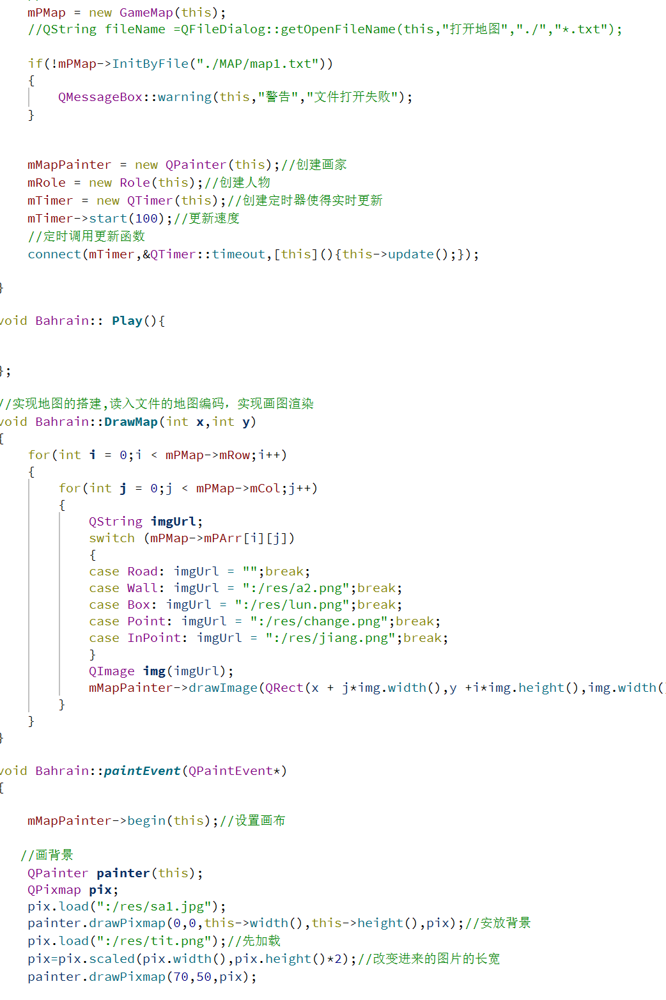 mPMap = new GameMap(this);
//QString fileName =QFileDialog::getOpenFileName(this,"打开地图","./","*.txt");
if(!mPMap->InitByFile("./MAP/map1.txt"))
{
QMessageBox::warning(this,"警告","文件打开失败");
}
mMapPainter = new QPainter(this);//创建画家
mRole = new Role(this);//创建人物
mTimer = new QTimer(this);//创建定时器使得实时更新
mTimer->start(100);//更新速度
//定时调用更新函数
connect(mTimer,&QTimer::timeout,[this](){this->update();});
}
void Bahrain:: Play(){
};
//实现地图的搭建,读入文件的地图编码，实现画图渲染
void Bahrain::DrawMap(int x,int y)
{
for(int i = 0;i < mPMap->mRow;i++)
{
for(int j = 0;j < mPMap->mCol;j++)
{
QString imgUrl;
switch (mPMap->mPArr[i][j])
{
case Road: imgUrl = "";break;
case Wall: imgUrl = ":/res/a2.png";break;
case Box: imgUrl = ":/res/lun.png";break;
case Point: imgUrl = ":/res/change.png";break;
case InPoint: imgUrl = ":/res/jiang.png";break;
}
QImage img(imgUrl);
mMapPainter->drawImage(QRect(x + j*img.width(),y +i*img.height(),img.width()
}
}
}
void Bahrain::paintEvent(QPaintEvent*)
{
mMapPainter->begin(this);//设置画布
//画背景
QPainter painter(this);
QPixmap pix;
pix.load(":/res/sa1.jpg");
painter.drawPixmap(0,0,this->width(),this->height(),pix);//安放背景
pix.load(":/res/tit.png");//先加载
pix=pix.scaled(pix.width(),pix.height()*2);//改变进来的图片的长宽
painter.drawPixmap(70,50,pix);